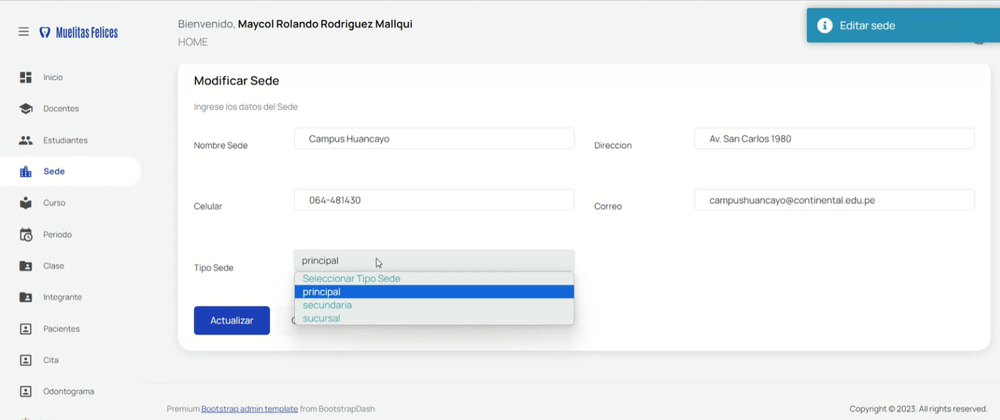 Muelitas Felices
Bienvenido, Maycol Rolando Rodriguez Mallqui
HOME
Editar sede
Inicio
Docentes
Estudiantes
Sede
Curso
Periodo
Clase
Integrante
Pacientes
Cita
Odontograma
Modificar Sede
Ingrese los datos del Sede
Nombre Sede
Campus Huancayo
Direccion
Av. San Carlos 1980
Celular
064-481430
Correo
campushuancayo@continental.edu.pe
Tipo Sede
principal
Seleccionar Tipo Sede
principal
secundaria
sucursal
Actualizar
Premium Bootstrap admin template from BootstrapDash.
Copyright © 2023. All rights reserved.